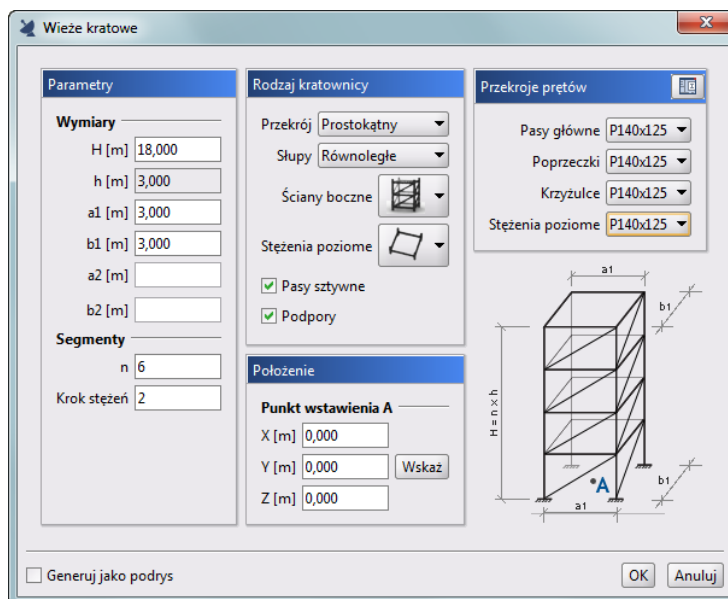 Wieże kratowe
x
Parametry
Wymiary
H [m] 18,000
h [m] 3,000
a1 [m] 3,000
b1 [m] 3,000
a2 [m]
b2 [m]
Segmenty
n 6
Krok stężeń 2
Rodzaj kratownicy
Przekrój Prostokątny
Słupy Równoległe
Ściany boczne
Stężenia poziome
Pasy sztywne
Podpory
Położenie
Punkt wstawienia A
X [m] 0,000
Y [m] 0,000 Wskaż
Z [m] 0,000
Przekroje prętów
Pasy główne P140x125
Poprzeczki P140x125
Krzyżulce P140x125
Stężenia poziome P140x125
a1
b1
H = n x h
A
b1
a1
Generuj jako podrys
OK Anuluj